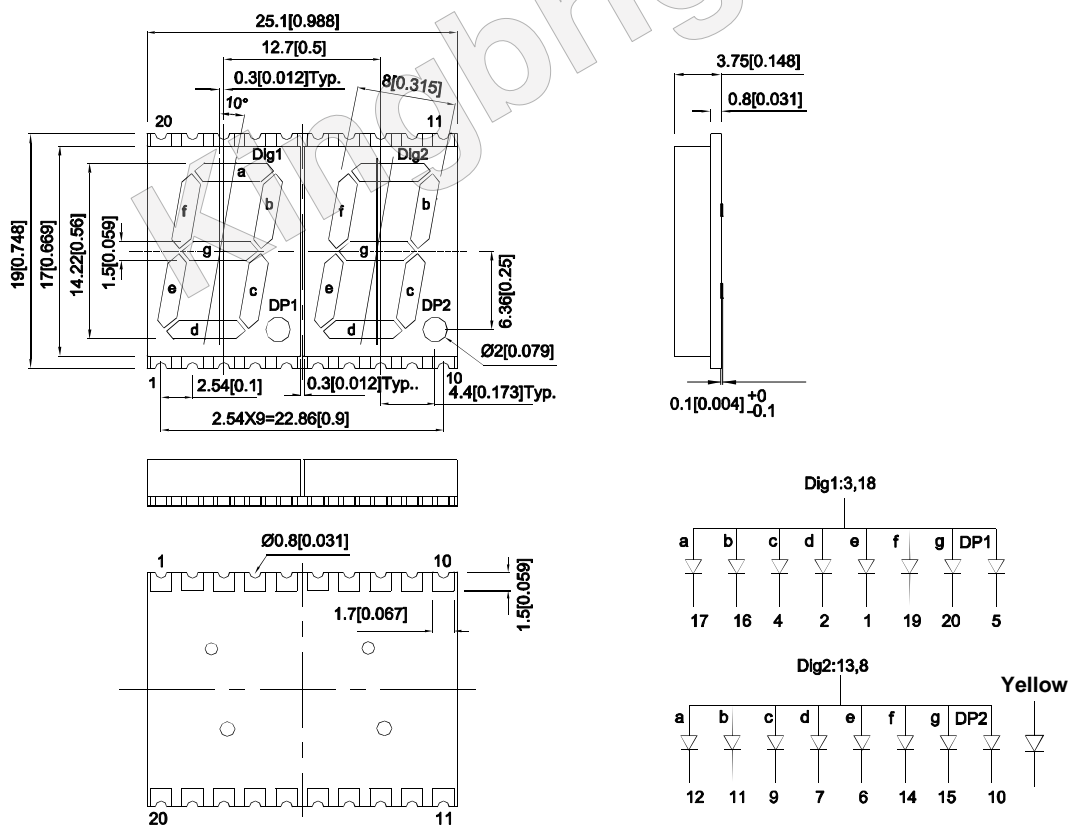 Kingbrig
25.1[0.988]
12.7[0.5]
0.3[0.012]Typ.
8[0.315]
10°
20
11
Dig1
Dig2
a
b
f
g
e
c
d
DP1
f
b
g
e
c
d
DP2
19[0.748]
17[0.669]
14.22[0.56]
1.5[0.059]
6.36[0.25]
Ø2[0.079]
1
10
2.54[0.1]
0.3[0.012]Typ..
4.4[0.173]Typ.
2.54X9=22.86[0.9]
3.75[0.148]
0.8[0.031]
0.1[0.004] +0 -0.1
Ø0.8[0.031]
1
10
1.7[0.067]
1.5[0.059]
20
11
Dig1:3,18
a b c d e f g DP1
17 16 4 2 1 19 20 5
Dig2:13,8
Yellow
a b c d e f g DP2
12 11 9 7 6 14 15 10